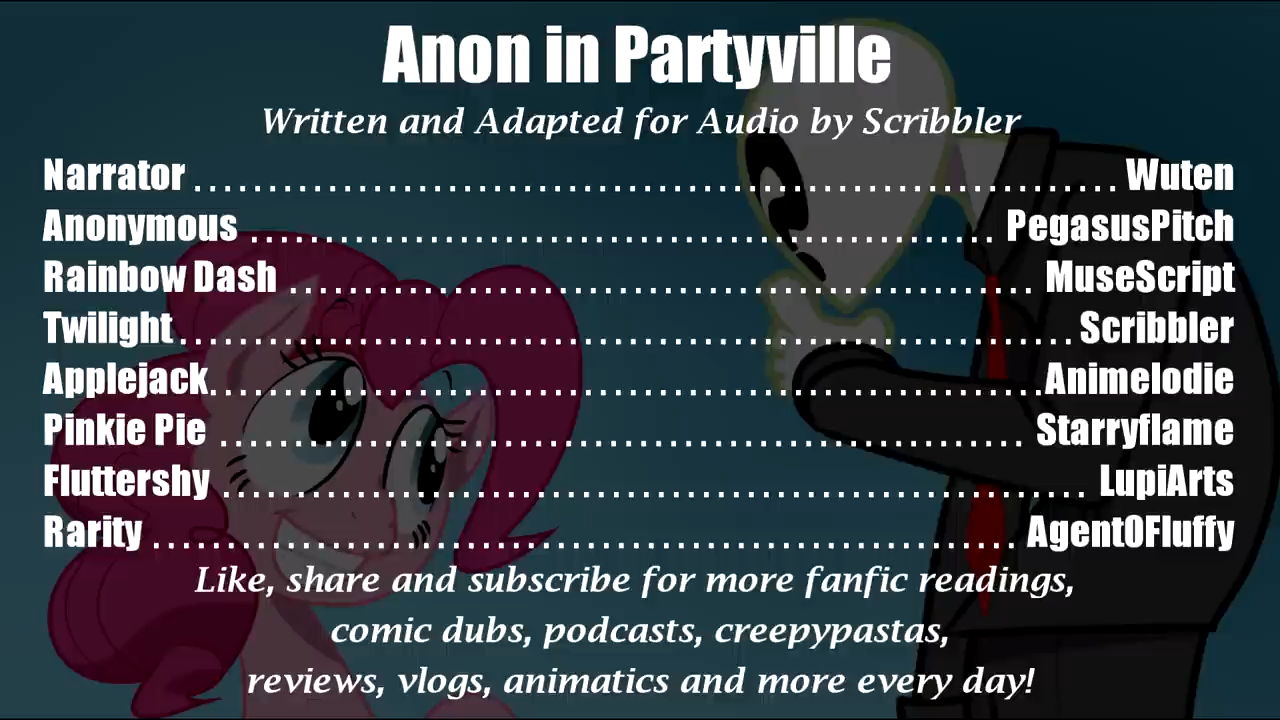 Anon in Partyville
Written and Adapted for Audio by Scribbler
Narrator ................................................................ Wuten
Anonymous ................................................... PegasusPitch
Rainbow Dash ................................................... MuseScript
Twilight ............................................................. Scribbler
Applejack......................................................... Animelodie
Pinkie Pie ....................................................... Starryflame
Fluttershy .......................................................... LupiArts
Rarity ........................................................... AgentOFluffy
Like, share and subscribe for more fanfic readings,
comic dubs, podcasts, creepypastas,
reviews, vlogs, animatics and more every day!